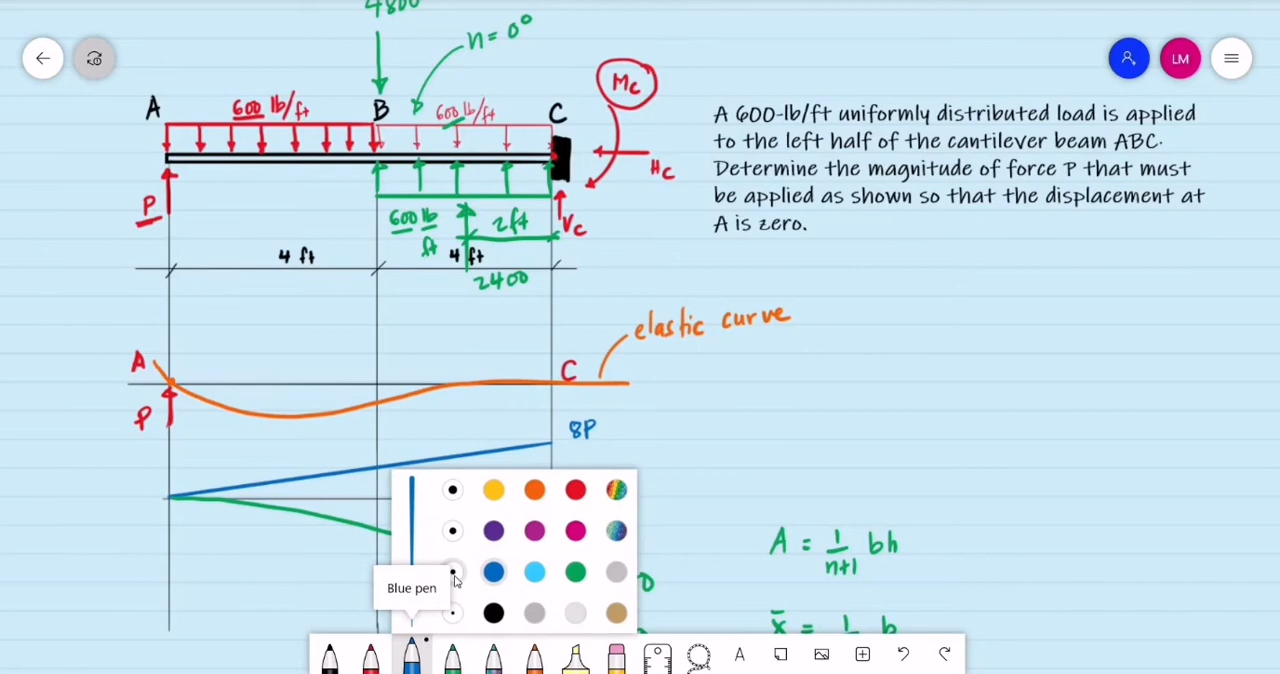 4800
n = 0°
LM
A
600 lb/ft
B
600 lb/ft
C
Mc
Hc
P
600 lb/ft
2 ft
Vc
4 ft
4 ft
2400
A 600-lb/ft uniformly distributed load is applied
to the left half of the cantilever beam ABC.
Determine the magnitude of force P that must
be applied as shown so that the displacement at
A is zero.
elastic curve
A
C
P
8P
Blue pen
A = 1/n+1 bh
x̄ = 1 b
A